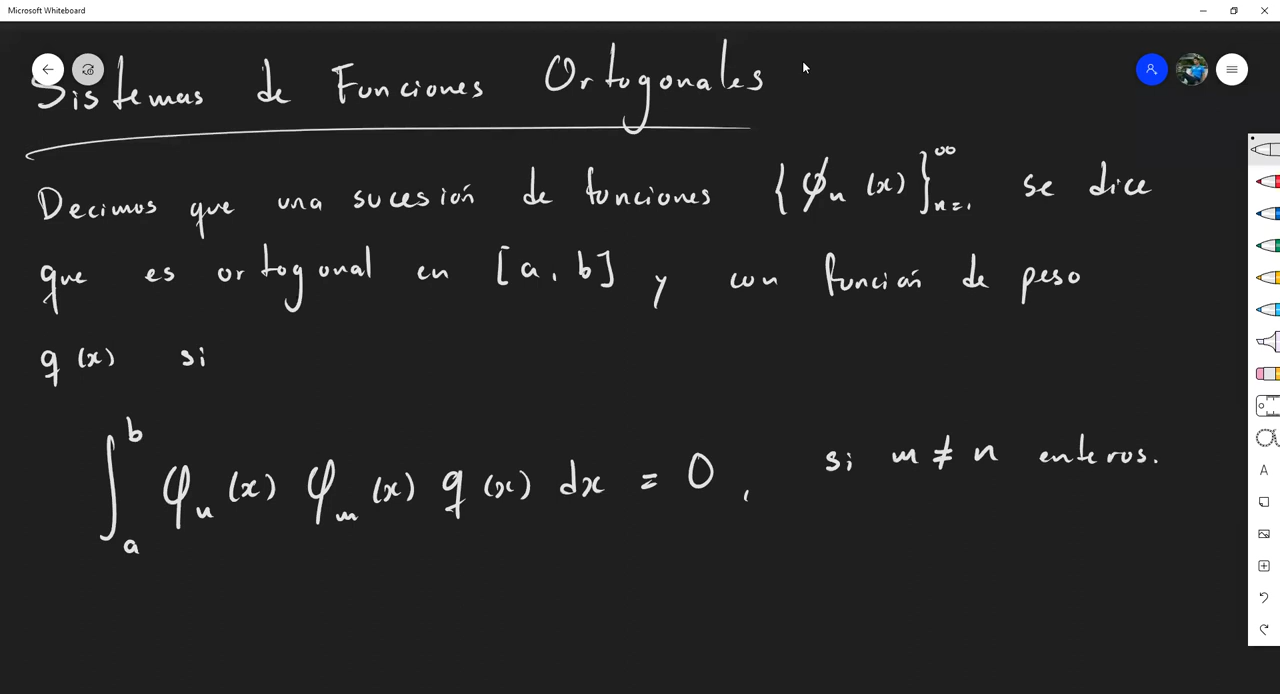 Microsoft Whiteboard
Sistemas de Funciones Ortogonales
Decimos que una sucesión de funciones {φₙ(x)}ₙ₌₁^∞ se dice
que es ortogonal en [a, b] y con función de peso
q(x) si
∫ₐᵇ φₙ(x) φₘ(x) q(x) dx = 0, si m ≠ n enteros.
A